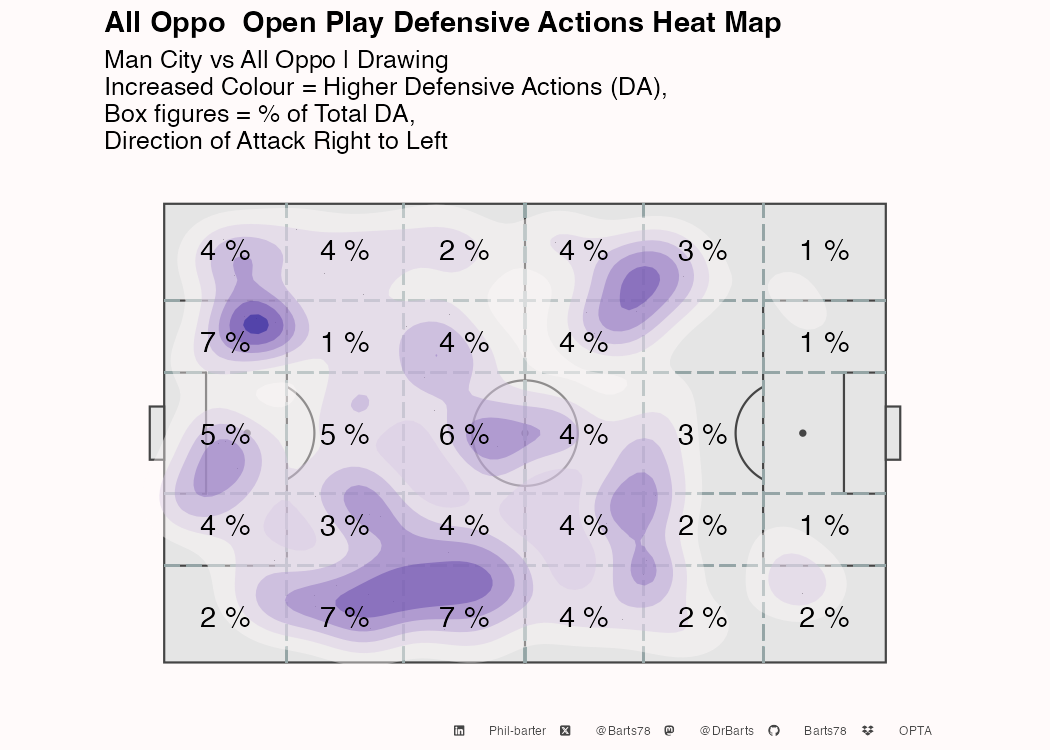 All Oppo  Open Play Defensive Actions Heat Map
Man City vs All Oppo | Drawing
Increased Colour = Higher Defensive Actions (DA),
Box figures = % of Total DA,
Direction of Attack Right to Left
4 % 4 % 2 % 4 % 3 % 1 %
7 % 1 % 4 % 4 % 1 %
5 % 5 % 6 % 4 % 3 %
4 % 3 % 4 % 4 % 2 % 1 %
2 % 7 % 7 % 4 % 2 % 2 %
Phil-barter @Barts78 @DrBarts Barts78 OPTA